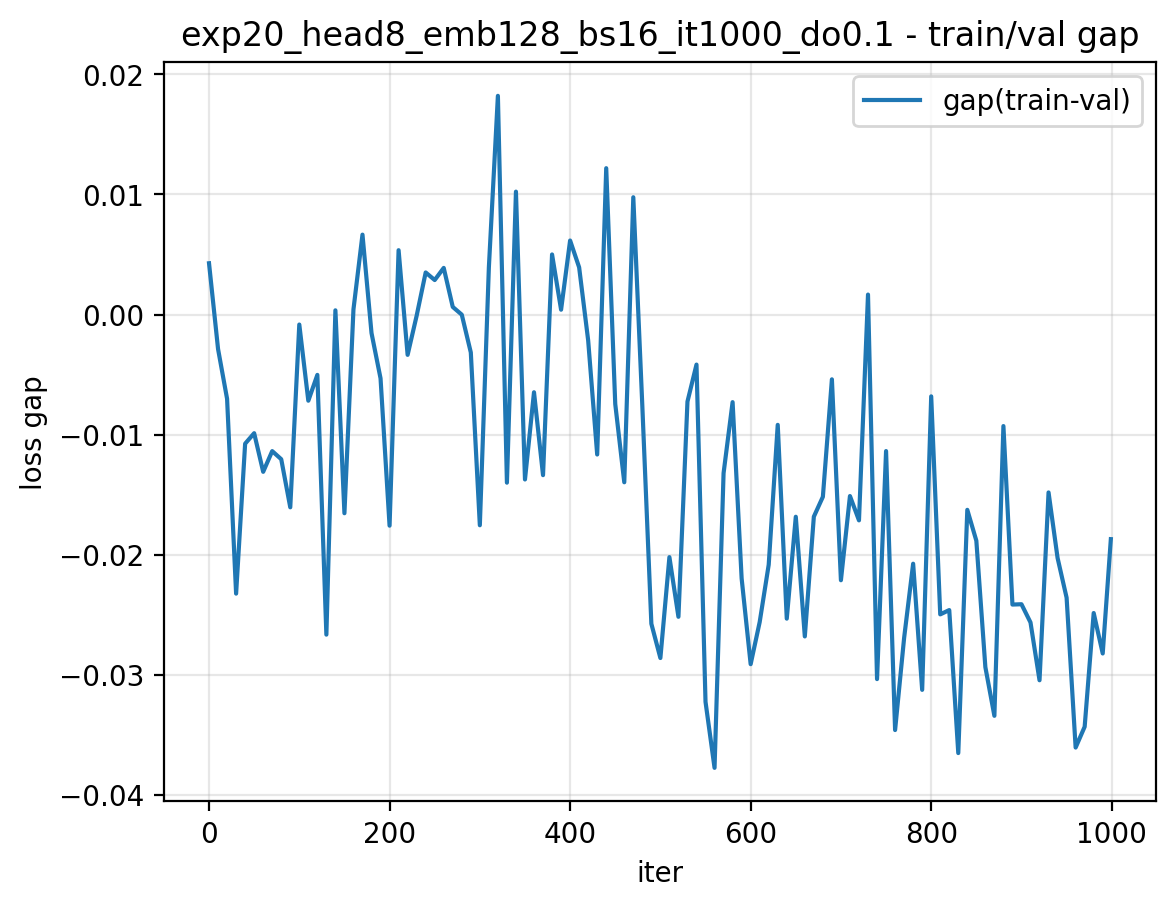 exp20_head8_emb128_bs16_it1000_do0.1 - train/val gap
gap(train-val)
0.02
0.01
0.00
−0.01
−0.02
−0.03
−0.04
loss gap
0 200 400 600 800 1000
iter